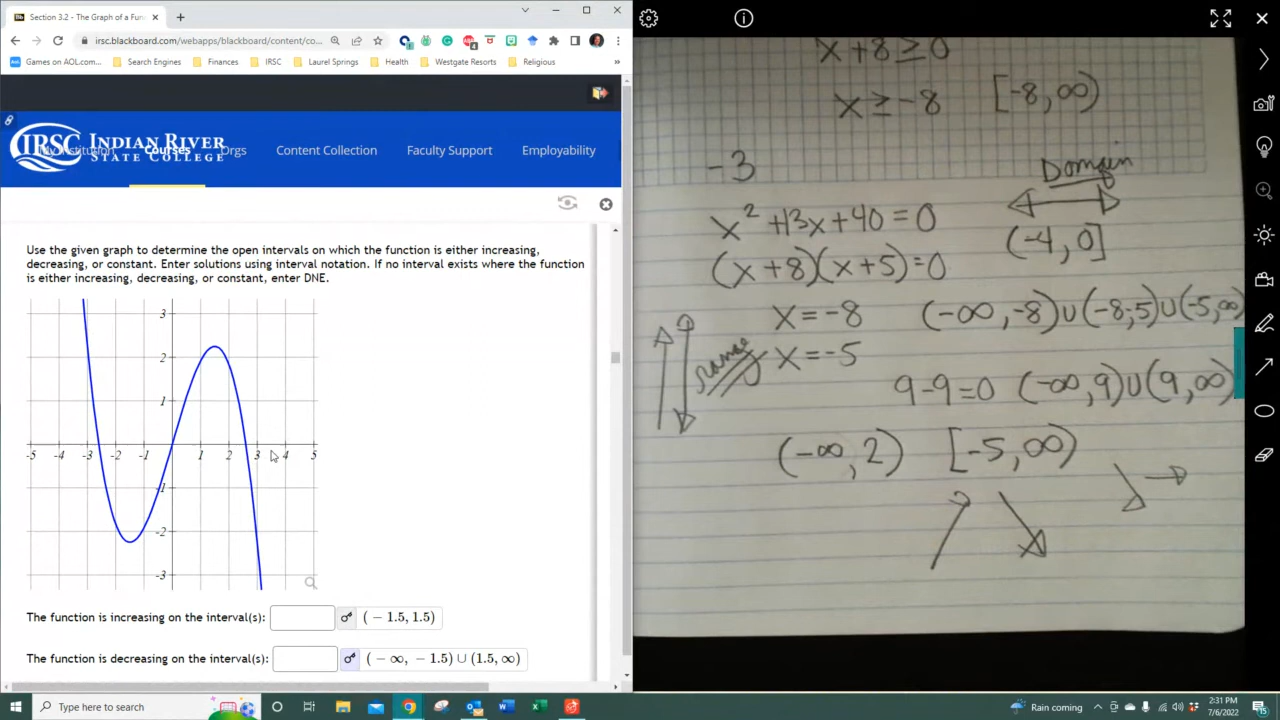 Section 3.2 - The Graph of a Fun
irsc.blackboard.com/webapps/blackboard/content/co...
Games on AOL.com... Search Engines Finances IRSC Laurel Springs Health Westgate Resorts Religious
IRSC INDIAN RIVER
STATE COLLEGE
My Institution Courses Orgs Content Collection Faculty Support Employability
Use the given graph to determine the open intervals on which the function is either increasing,
decreasing, or constant. Enter solutions using interval notation. If no interval exists where the function
is either increasing, decreasing, or constant, enter DNE.
3
2
1
-5 -4 -3 -2 -1 1 2 3 4 5
-1
-2
-3
The function is increasing on the interval(s): (−1.5, 1.5)
The function is decreasing on the interval(s): (−∞, −1.5) ∪ (1.5, ∞)
x+8≥0
x≥-8 [-8,∞)
-3
Domain
x²+13x+40=0
(-4,0]
(x+8)(x+5)=0
x=-8 (-∞,-8)∪(-8,-5)∪(-5,∞)
range x=-5
9-9=0 (-∞,9)∪(9,∞)
(-∞,2) [-5,∞)
Type here to search
Rain coming
2:31 PM
7/6/2022
15